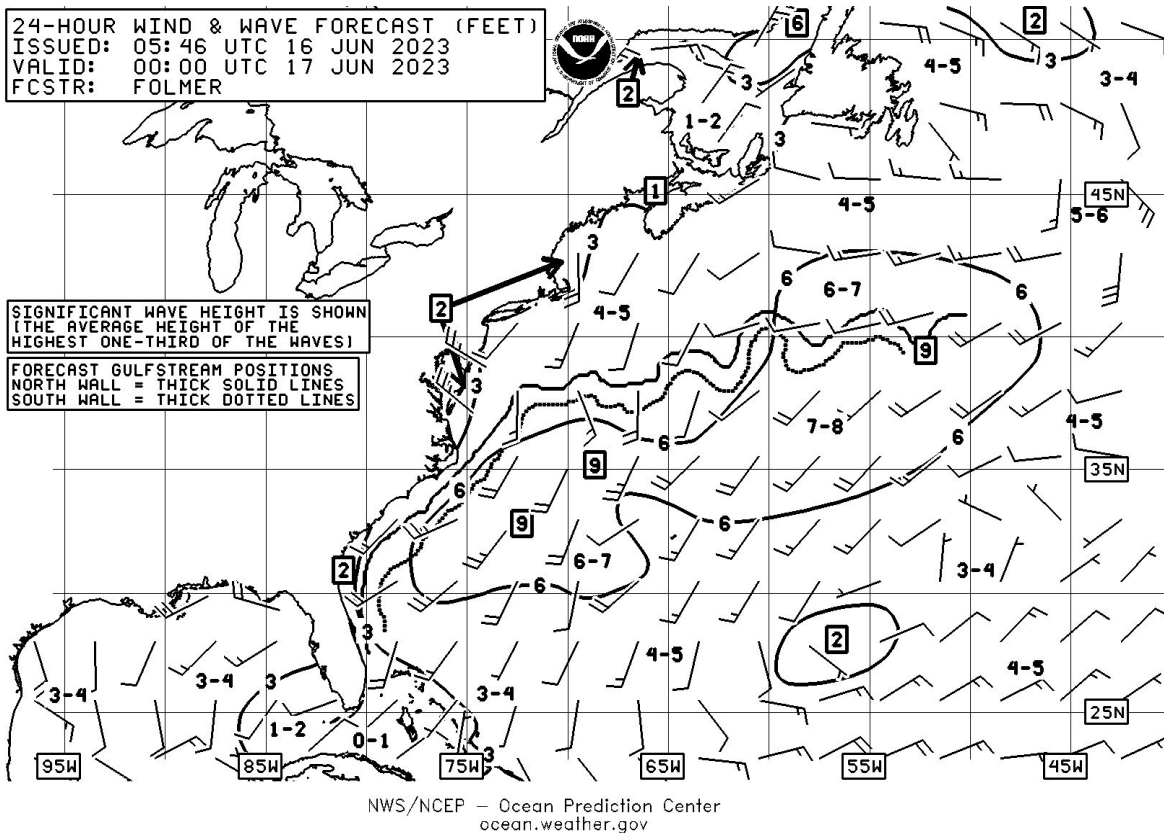 24-HOUR WIND & WAVE FORECAST (FEET)
ISSUED: 05:46 UTC 16 JUN 2023
VALID: 00:00 UTC 17 JUN 2023
FCSTR: FOLMER
NOAA
6
2
4-5
3
3
3-4
2
1-2
3
1
45N
4-5
5-6
3
2
6
6-7
6
4-5
SIGNIFICANT WAVE HEIGHT IS SHOWN
(THE AVERAGE HEIGHT OF THE
HIGHEST ONE-THIRD OF THE WAVES)
9
FORECAST GULFSTREAM POSITIONS
NORTH WALL = THICK SOLID LINES
SOUTH WALL = THICK DOTTED LINES
3
7-8
4-5
6
6
9
35N
6
9
6
2
6-7
3-4
6
3
2
4-5
4-5
3-4
3
3-4
3-4
1-2
0-1
25N
3
95W
85W
75W
65W
55W
45W
NWS/NCEP – Ocean Prediction Center
ocean.weather.gov